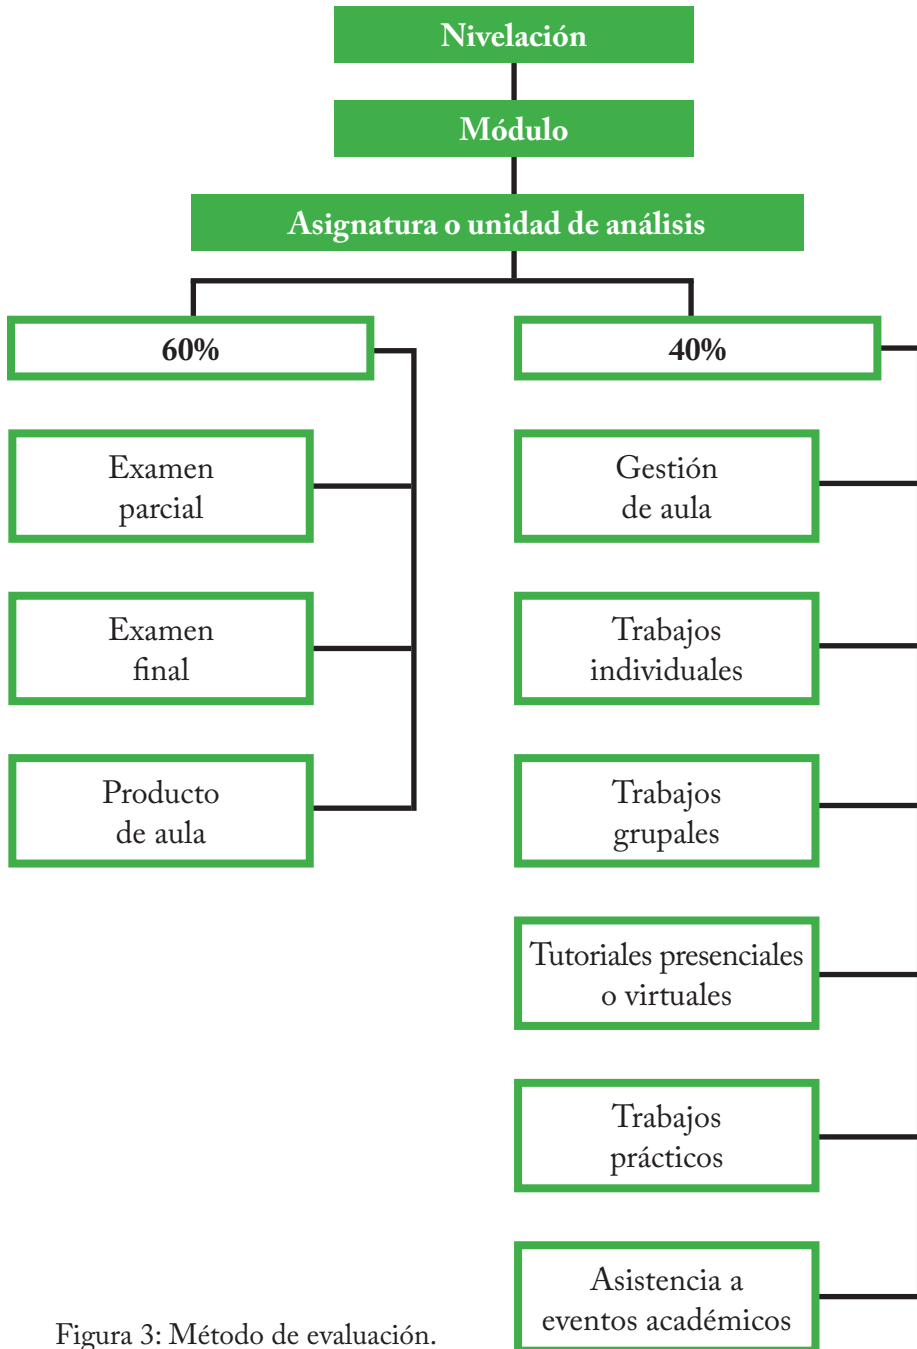 Nivelación
Módulo
Asignatura o unidad de análisis
60%
Examen
parcial
Examen
final
Producto
de aula
40%
Gestión
de aula
Trabajos
individuales
Trabajos
grupales
Tutoriales presenciales
o virtuales
Trabajos
prácticos
Asistencia a
eventos académicos
Figura 3: Método de evaluación.